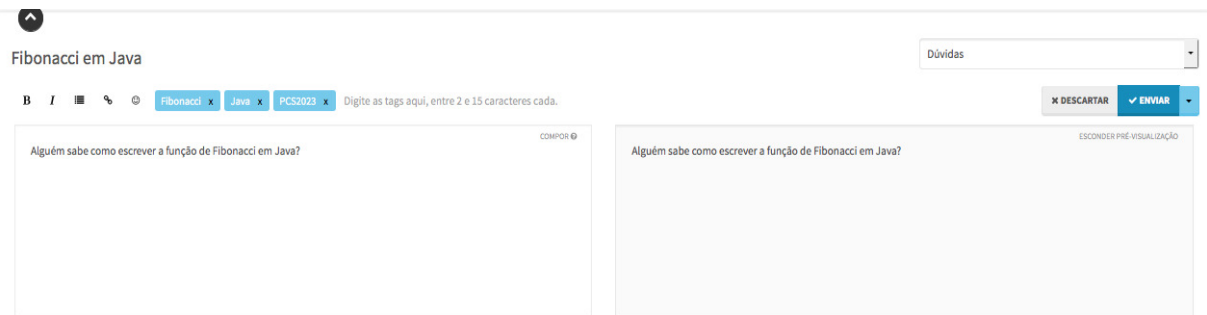 Fibonacci em Java
Dúvidas
B I
Fibonacci x Java x PCS2023 x Digite as tags aqui, entre 2 e 15 caracteres cada.
x DESCARTAR ENVIAR
COMPOR
Alguém sabe como escrever a função de Fibonacci em Java?
ESCONDER PRÉ-VISUALIZAÇÃO
Alguém sabe como escrever a função de Fibonacci em Java?